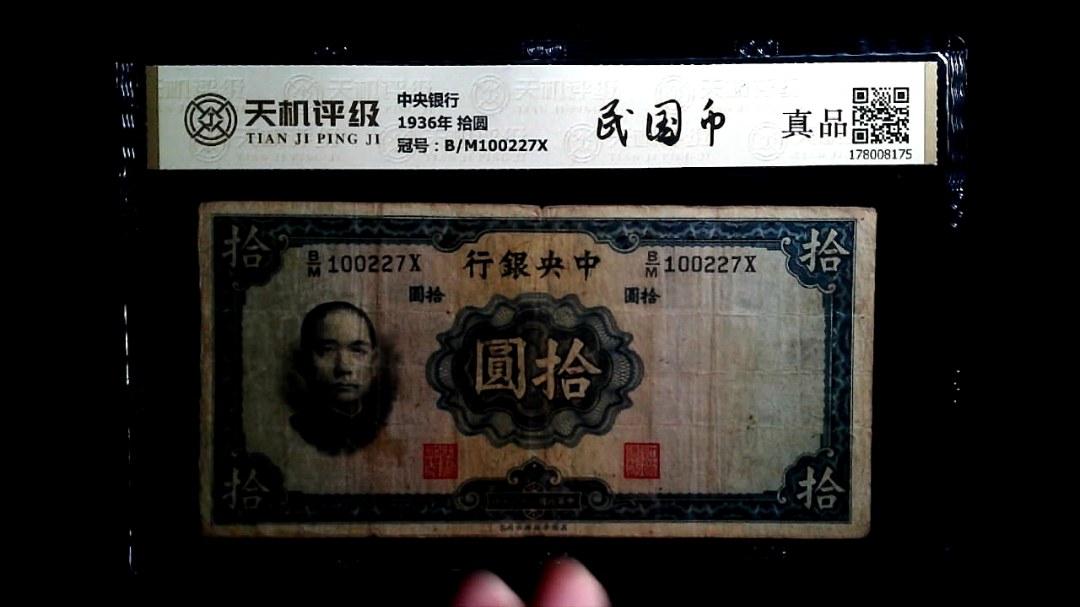 天机评级
TIAN JI PING JI
中央银行
1936年 拾圆
冠号：B/M100227X
民国币
真品
178008175
拾
拾
B/M 100227X
行銀央中
B/M 100227X
圓拾
圓拾
圓拾
拾
拾